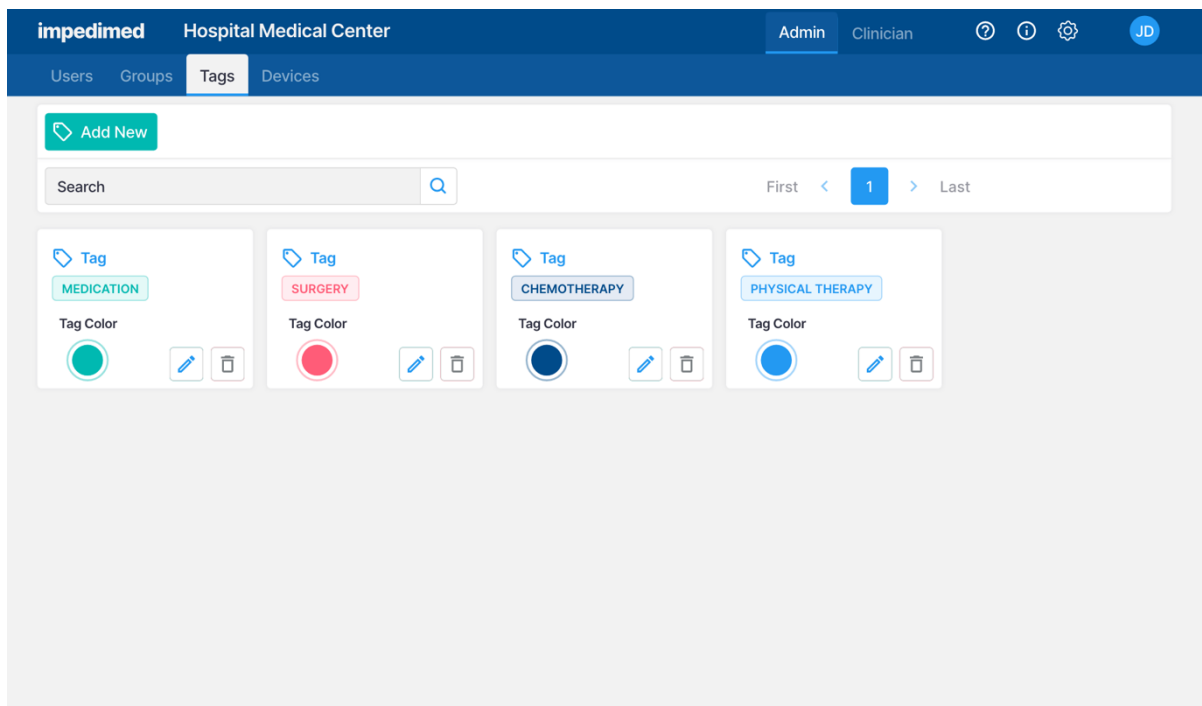 impedimed Hospital Medical Center Admin Clinician JD
Users Groups Tags Devices
Add New
Search First < 1 > Last
Tag Tag Tag Tag
MEDICATION SURGERY CHEMOTHERAPY PHYSICAL THERAPY
Tag Color Tag Color Tag Color Tag Color